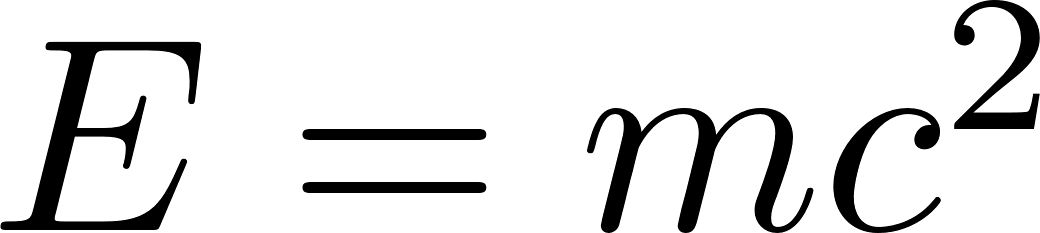 E = mc²